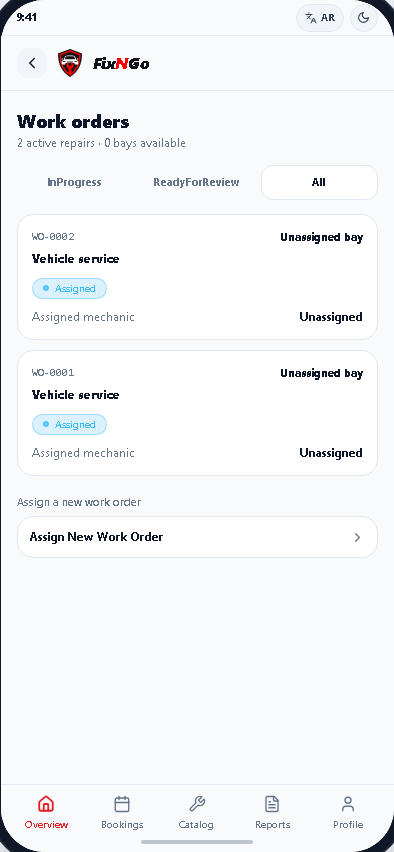 9:41
AR
FixNGo
Work orders
2 active repairs · 0 bays available
InProgress
ReadyForReview
All
WO-0002
Unassigned bay
Vehicle service
Assigned
Assigned mechanic
Unassigned
WO-0001
Unassigned bay
Vehicle service
Assigned
Assigned mechanic
Unassigned
Assign a new work order
Assign New Work Order
Overview
Bookings
Catalog
Reports
Profile